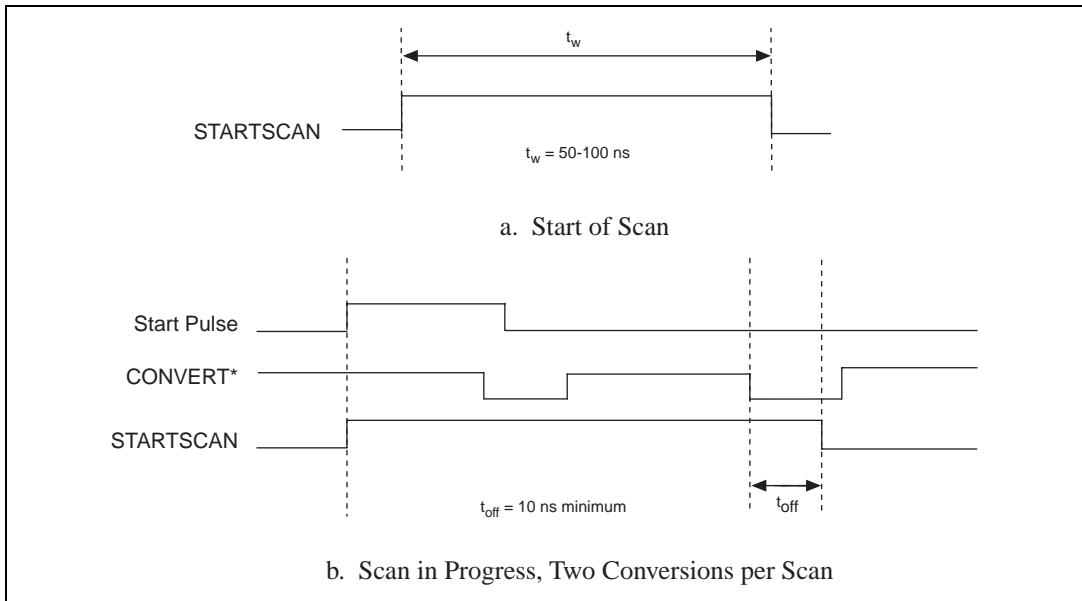 t_w
STARTSCAN
t_w = 50-100 ns
a. Start of Scan
Start Pulse
CONVERT*
STARTSCAN
t_off = 10 ns minimum
t_off
b. Scan in Progress, Two Conversions per Scan